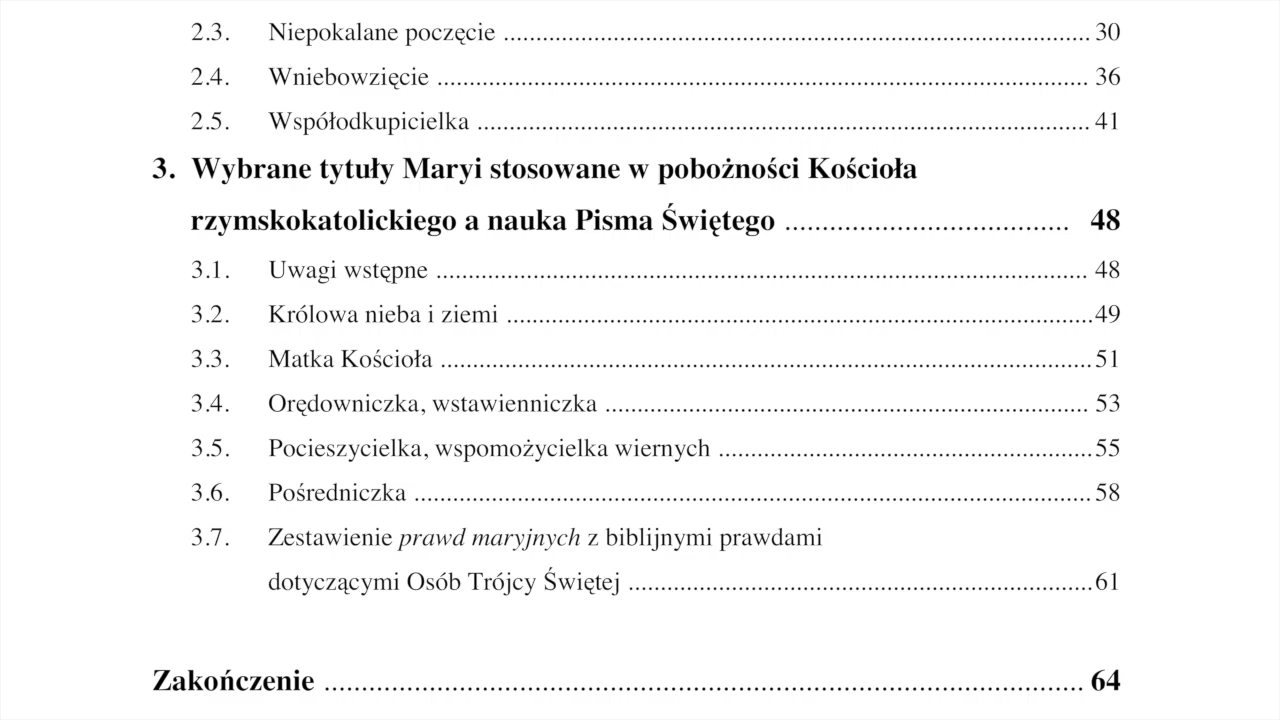 2.3. Niepokalane poczęcie ........................................................................................... 30
2.4. Wniebowzięcie ..................................................................................................... 36
2.5. Współodkupicielka ............................................................................................... 41
3. Wybrane tytuły Maryi stosowane w pobożności Kościoła
rzymskokatolickiego a nauka Pisma Świętego ...................................... 48
3.1. Uwagi wstępne ..................................................................................................... 48
3.2. Królowa nieba i ziemi ...........................................................................................49
3.3. Matka Kościoła .....................................................................................................51
3.4. Orędowniczka, wstawienniczka ........................................................................... 53
3.5. Pocieszycielka, wspomożycielka wiernych ..........................................................55
3.6. Pośredniczka .........................................................................................................58
3.7. Zestawienie prawd maryjnych z biblijnymi prawdami
dotyczącymi Osób Trójcy Świętej ........................................................................61
Zakończenie ..................................................................................................... 64